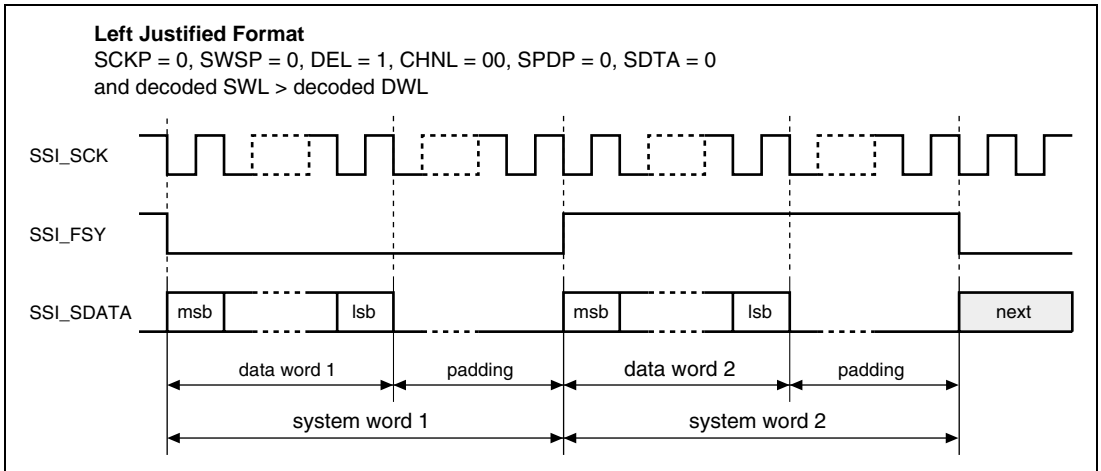 Left Justified Format
SCKP = 0, SWSP = 0, DEL = 1, CHNL = 00, SPDP = 0, SDTA = 0
and decoded SWL > decoded DWL
SSI_SCK
SSI_FSY
SSI_SDATA msb lsb msb lsb next
data word 1 padding data word 2 padding
system word 1 system word 2